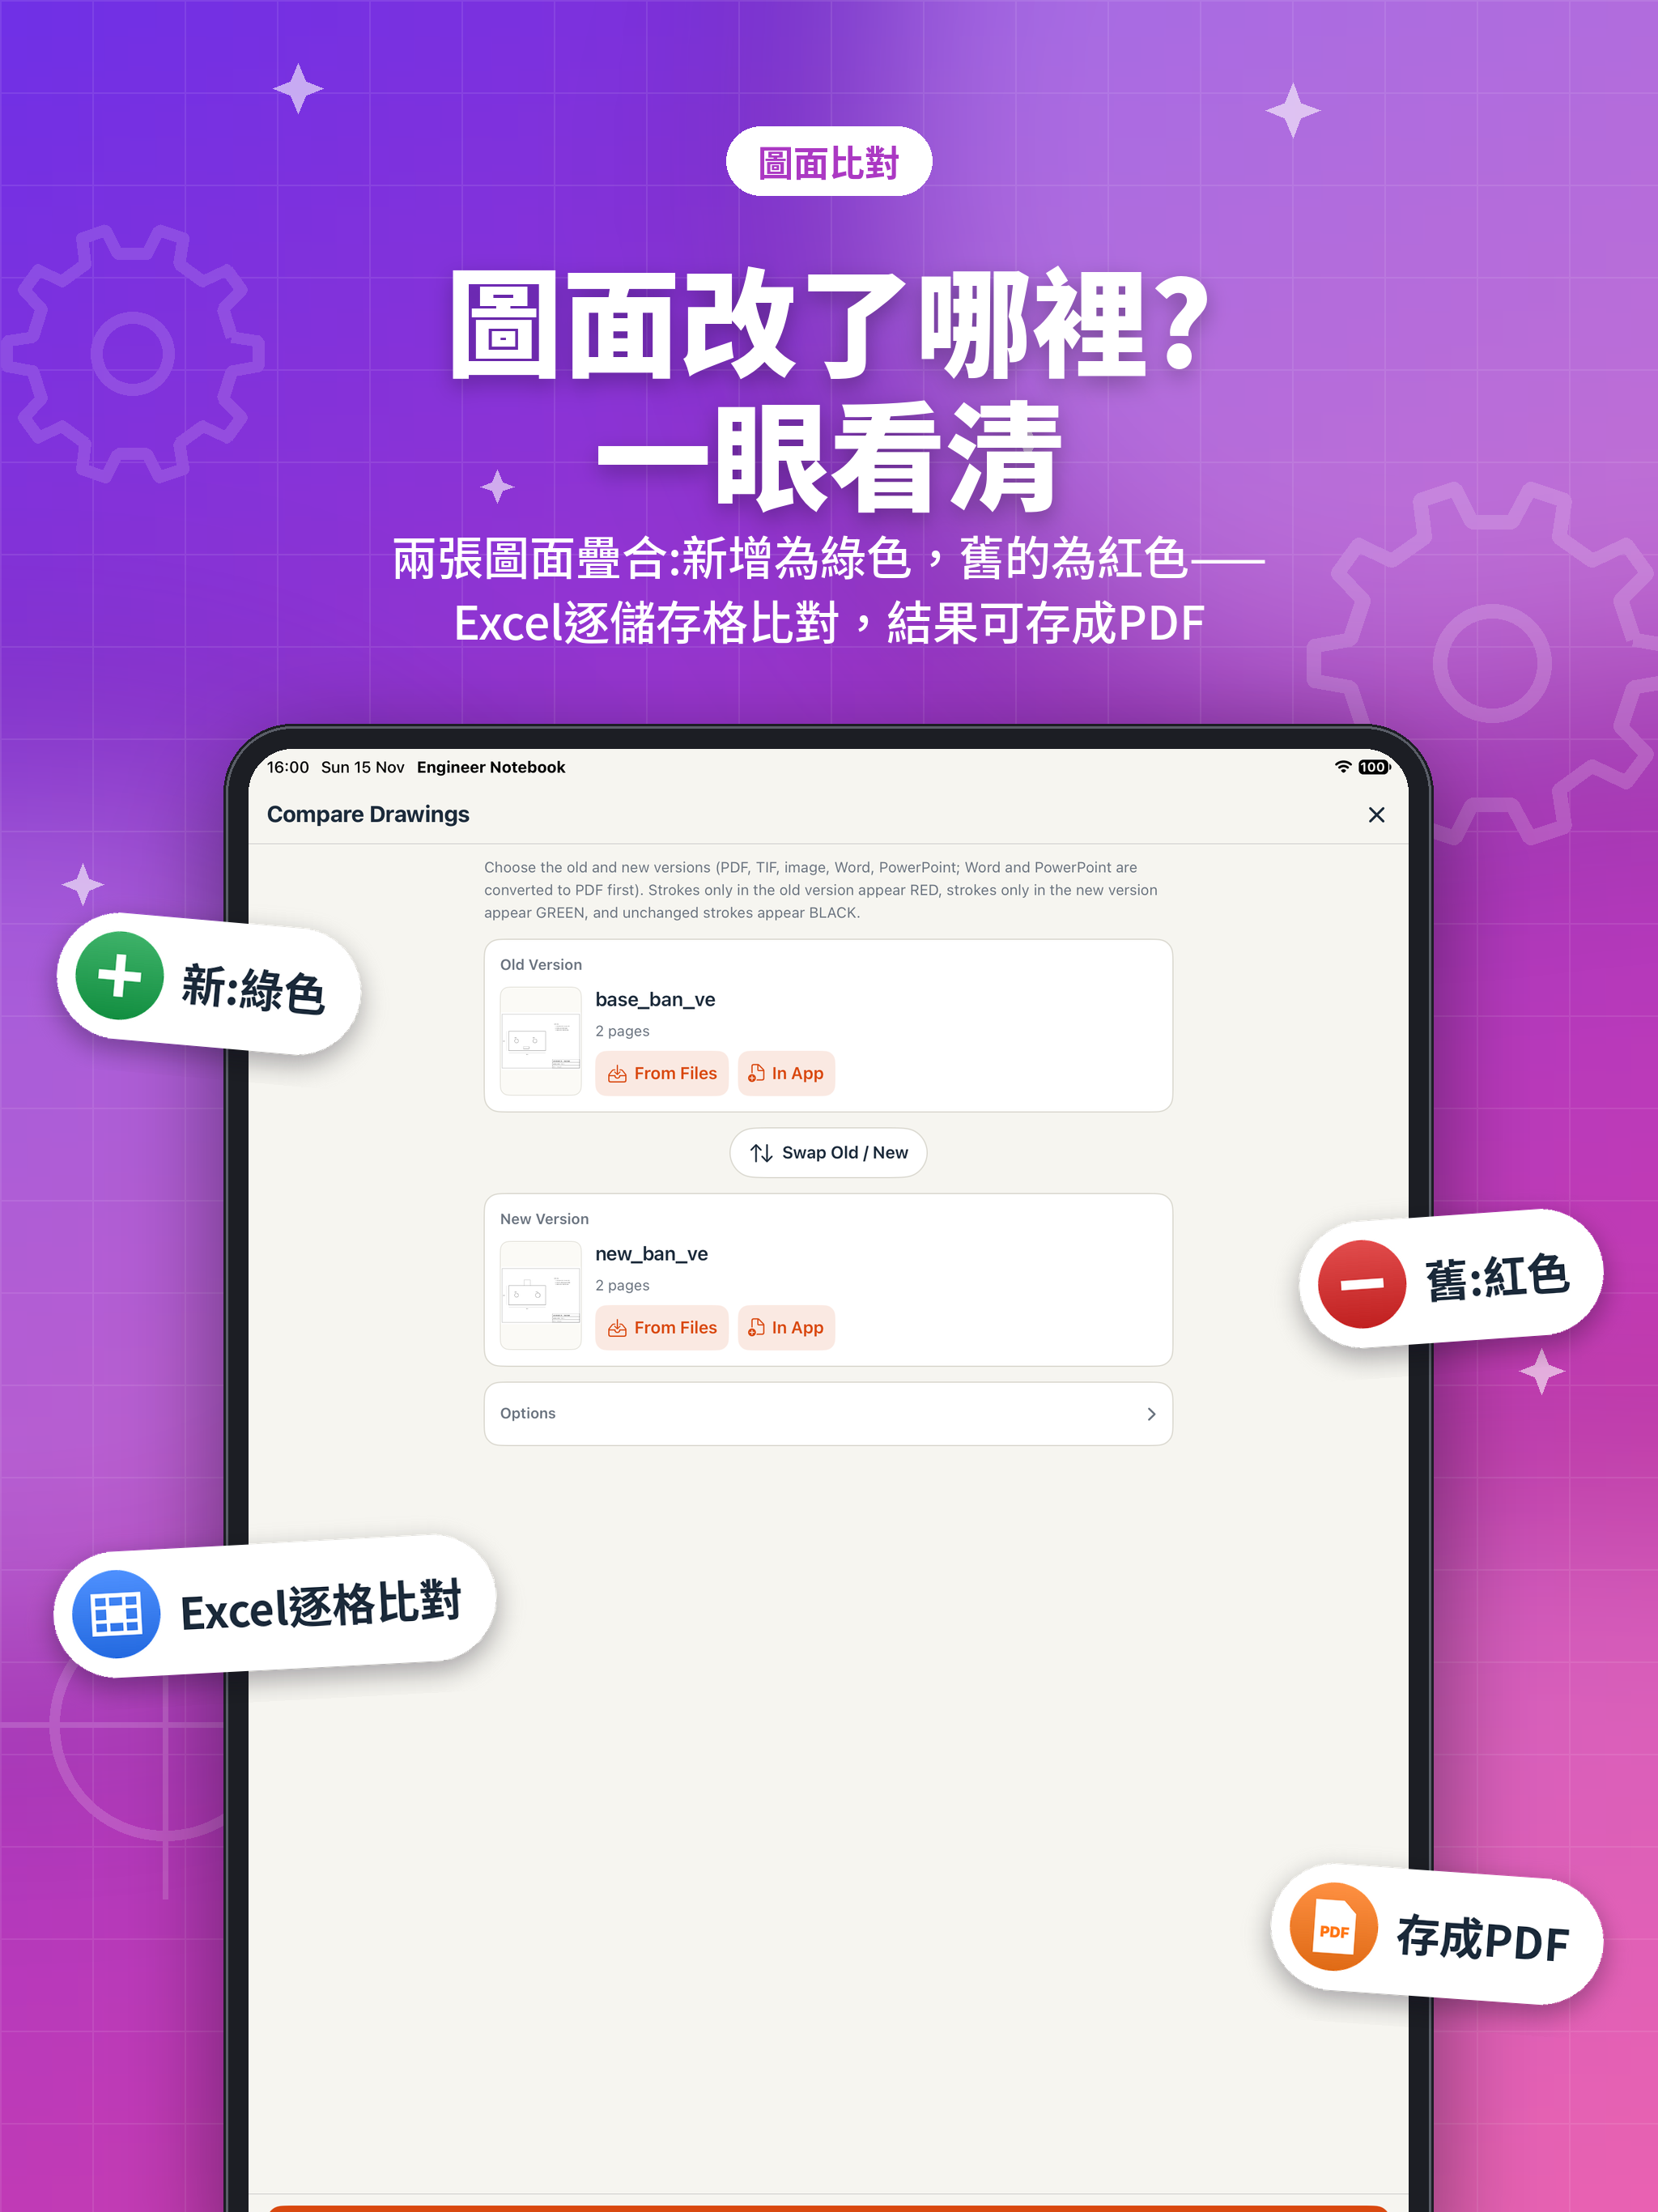 圖面比對
圖面改了哪裡?
一眼看清
兩張圖面疊合:新增為綠色，舊的為紅色——
Excel逐儲存格比對，結果可存成PDF
16:00 Sun 15 Nov Engineer Notebook
100
Compare Drawings
Choose the old and new versions (PDF, TIF, image, Word, PowerPoint; Word and PowerPoint are
converted to PDF first). Strokes only in the old version appear RED, strokes only in the new version
appear GREEN, and unchanged strokes appear BLACK.
新:綠色
Old Version
base_ban_ve
2 pages
From Files In App
Swap Old / New
New Version
new_ban_ve
2 pages
From Files In App
舊:紅色
Options
Excel逐格比對
PDF
存成PDF